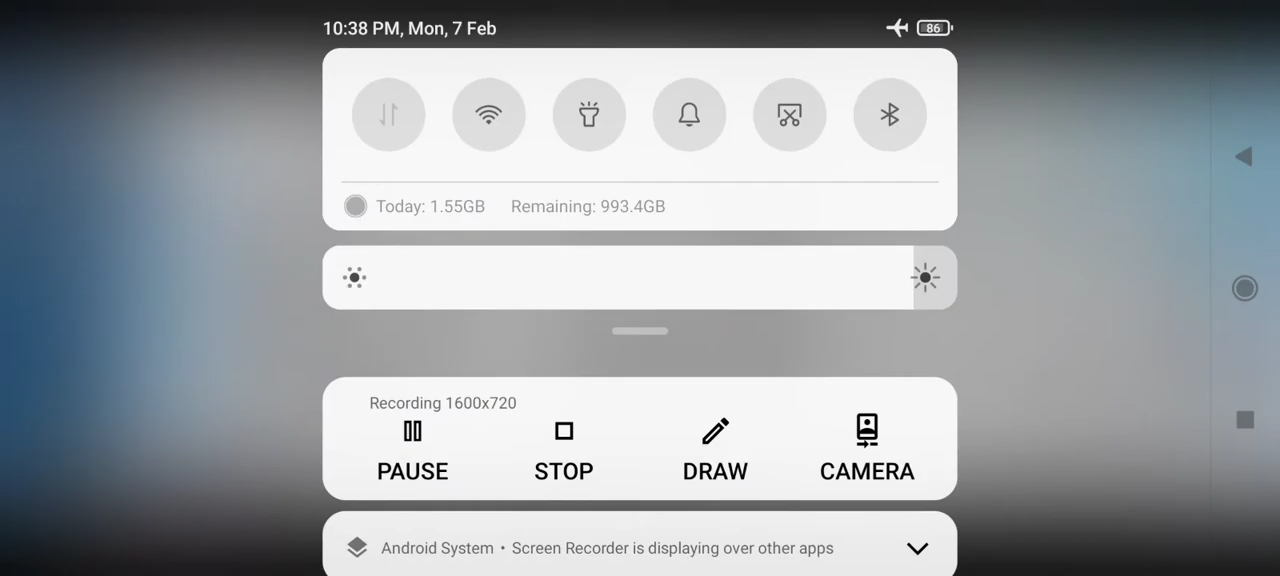 10:38 PM, Mon, 7 Feb
86
Today: 1.55GB Remaining: 993.4GB
Recording 1600x720
PAUSE STOP DRAW CAMERA
Android System • Screen Recorder is displaying over other apps